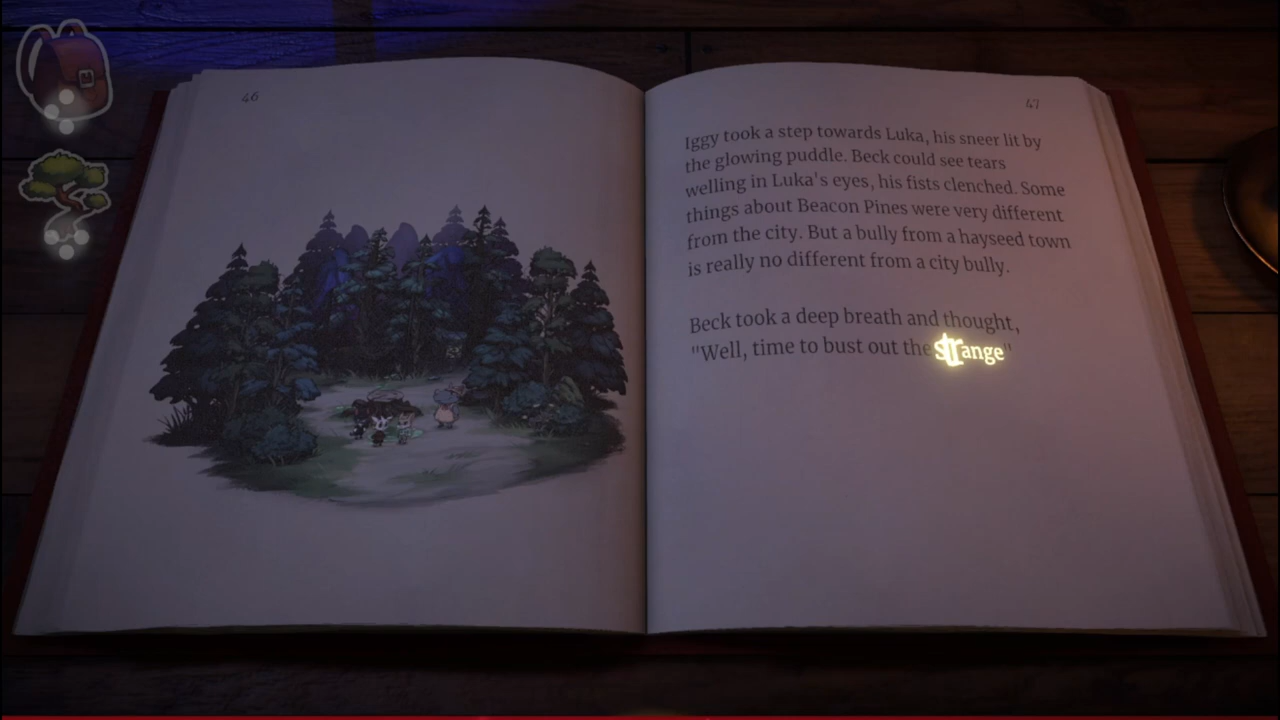 46
47
Iggy took a step towards Luka, his sneer lit by
the glowing puddle. Beck could see tears
welling in Luka's eyes, his fists clenched. Some
things about Beacon Pines were very different
from the city. But a bully from a hayseed town
is really no different from a city bully.
Beck took a deep breath and thought,
"Well, time to bust out the strange"